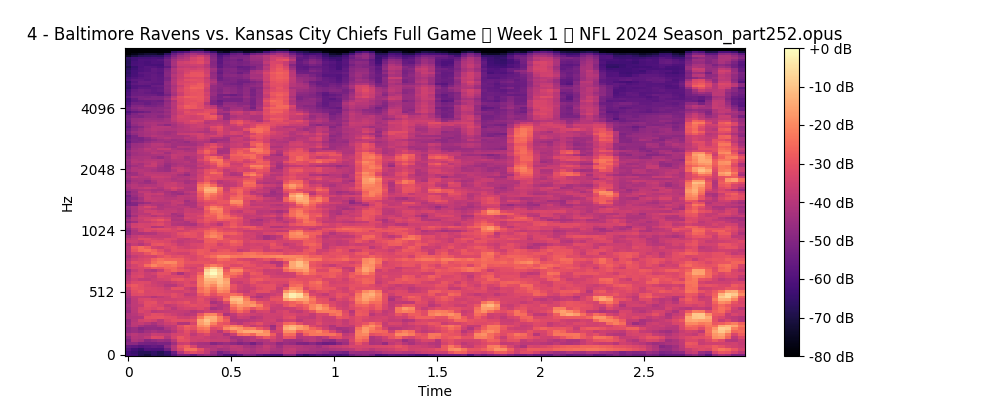 4 - Baltimore Ravens vs. Kansas City Chiefs Full Game ▯ Week 1 ▯ NFL 2024 Season_part252.opus
+0 dB
-10 dB
-20 dB
-30 dB
-40 dB
-50 dB
-60 dB
-70 dB
-80 dB
4096
2048
1024
512
0
Hz
0
0.5
1
1.5
2
2.5
Time